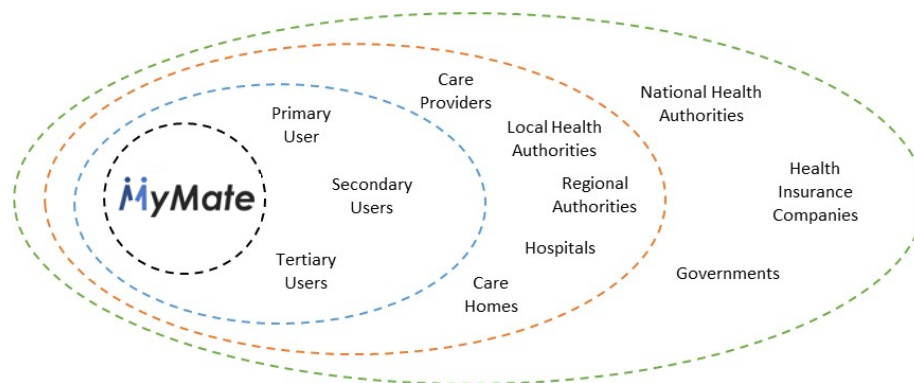 MyMate
Primary
User
Secondary
Users
Tertiary
Users
Care
Providers
Local Health
Authorities
Regional
Authorities
Hospitals
Care
Homes
National Health
Authorities
Health
Insurance
Companies
Governments